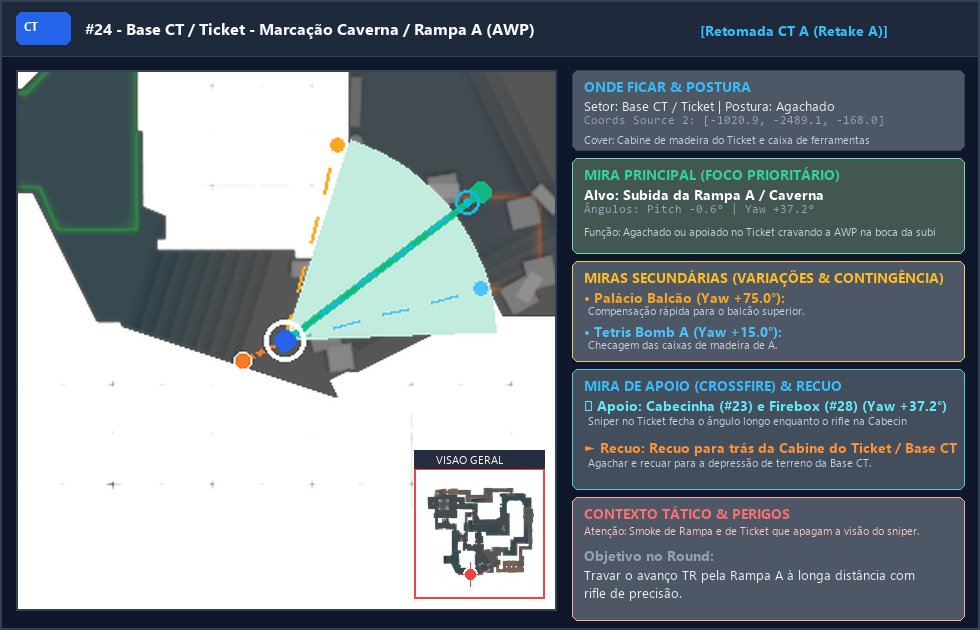 CT
#24 - Base CT / Ticket - Marcação Caverna / Rampa A (AWP)
[Retomada CT A (Retake A)]
ONDE FICAR & POSTURA
Setor: Base CT / Ticket | Postura: Agachado
Coords Source 2: [-1020.9, -2489.1, -168.0]
Cover: Cabine de madeira do Ticket e caixa de ferramentas
MIRA PRINCIPAL (FOCO PRIORITÁRIO)
Alvo: Subida da Rampa A / Caverna
Ângulos: Pitch -0.6° | Yaw +37.2°
Função: Agachado ou apoiado no Ticket cravando a AWP na boca da subi
MIRAS SECUNDÁRIAS (VARIAÇÕES & CONTINGÊNCIA)
• Palácio Balcão (Yaw +75.0°):
Compensação rápida para o balcão superior.
• Tetris Bomb A (Yaw +15.0°):
Checagem das caixas de madeira de A.
MIRA DE APOIO (CROSSFIRE) & RECUO
Apoio: Cabecinha (#23) e Firebox (#28) (Yaw +37.2°)
Sniper no Ticket fecha o ângulo longo enquanto o rifle na Cabecin
► Recuo: Recuo para trás da Cabine do Ticket / Base CT
Agachar e recuar para a depressão de terreno da Base CT.
VISAO GERAL
CONTEXTO TÁTICO & PERIGOS
Atenção: Smoke de Rampa e de Ticket que apagam a visão do sniper.
Objetivo no Round:
Travar o avanço TR pela Rampa A à longa distância com
rifle de precisão.